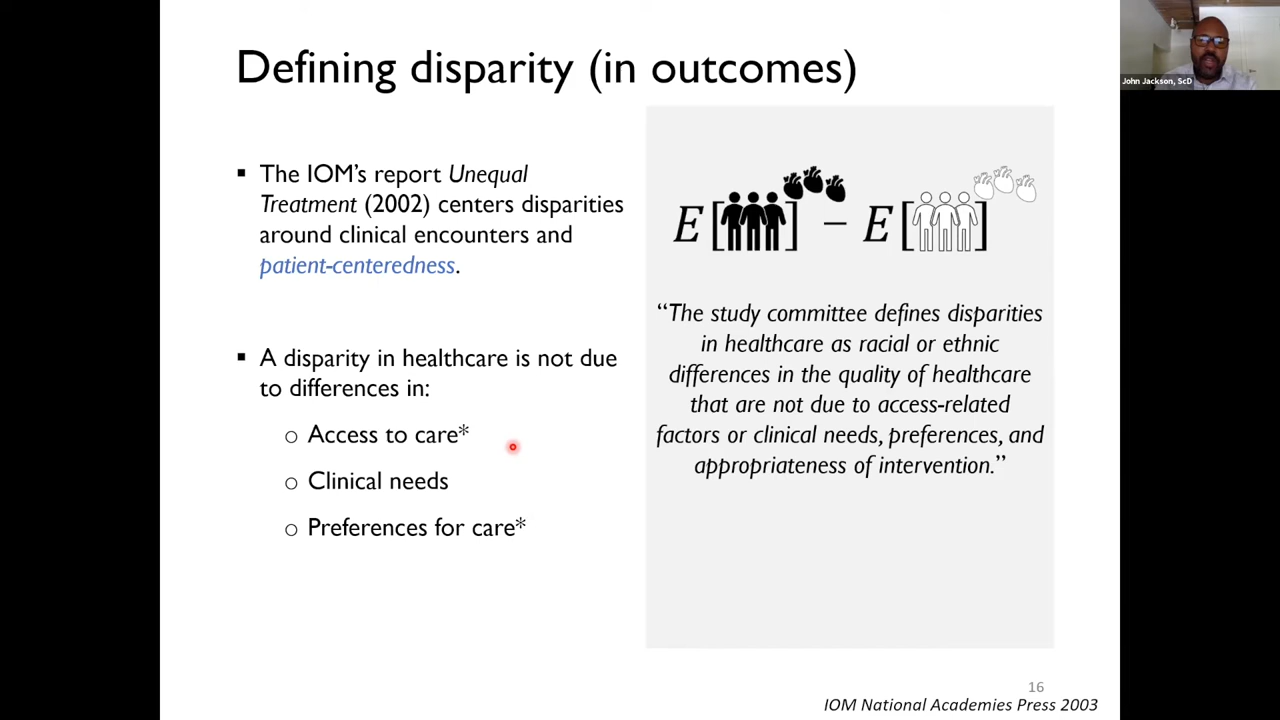 Defining disparity (in outcomes)
▪ The IOM's report Unequal
Treatment (2002) centers disparities
around clinical encounters and
patient-centeredness.
▪ A disparity in healthcare is not due
to differences in:
o Access to care*
o Clinical needs
o Preferences for care*
E[ ] − E[ ]
“The study committee defines disparities
in healthcare as racial or ethnic
differences in the quality of healthcare
that are not due to access-related
factors or clinical needs, preferences, and
appropriateness of intervention.”
16
IOM National Academies Press 2003
John Jackson, ScD